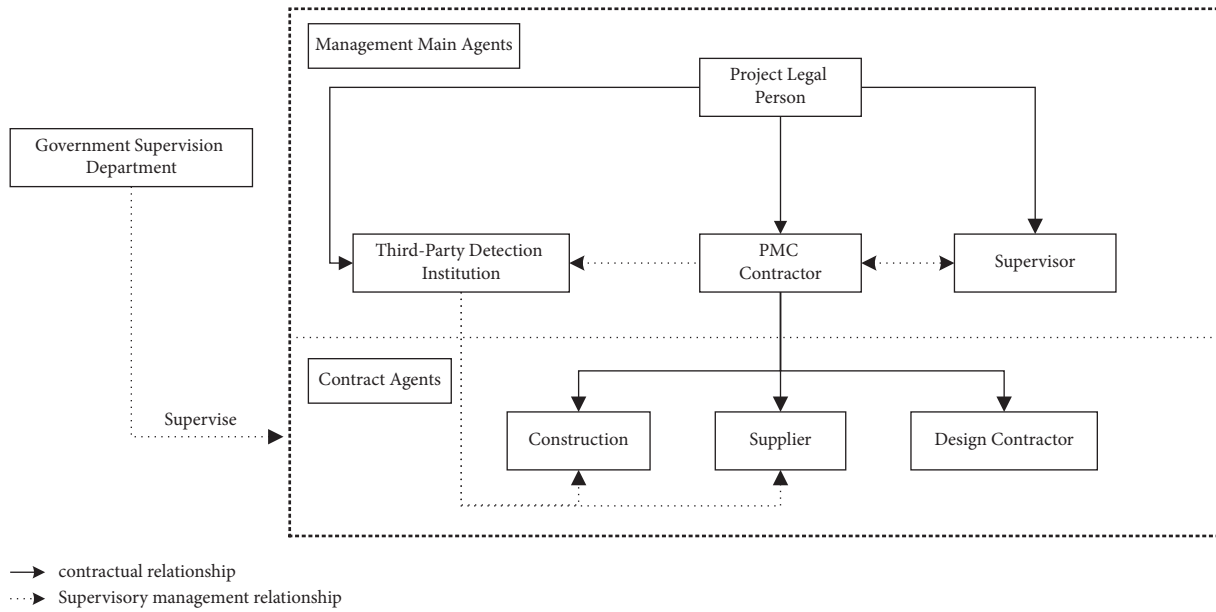 Management Main Agents
Project Legal
Person
Government Supervision
Department
Third-Party Detection
Institution
PMC
Contractor
Supervisor
Contract Agents
Supervise
Construction
Supplier
Design Contractor
contractual relationship
Supervisory management relationship